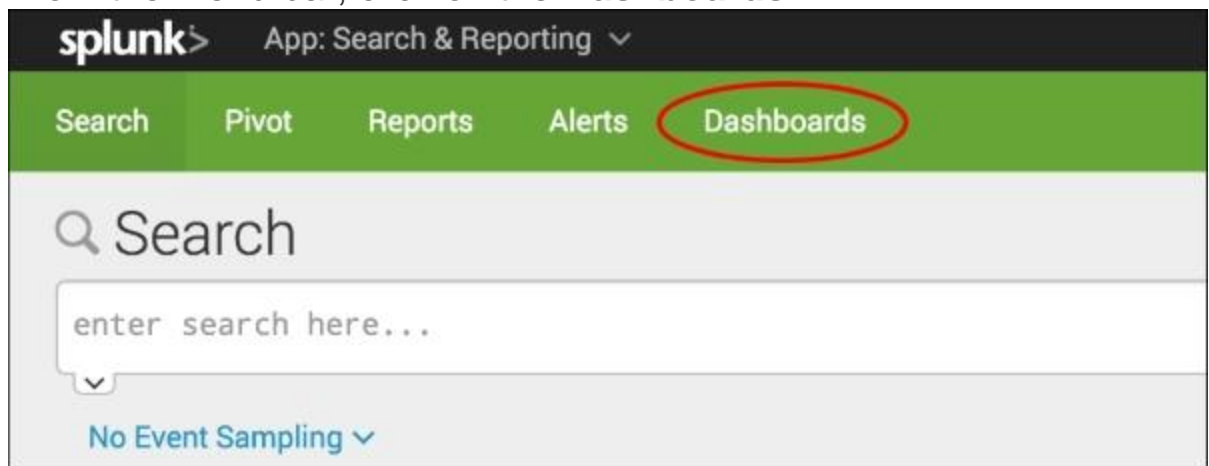 splunk> App: Search & Reporting
Search Pivot Reports Alerts Dashboards
Search
enter search here...
No Event Sampling